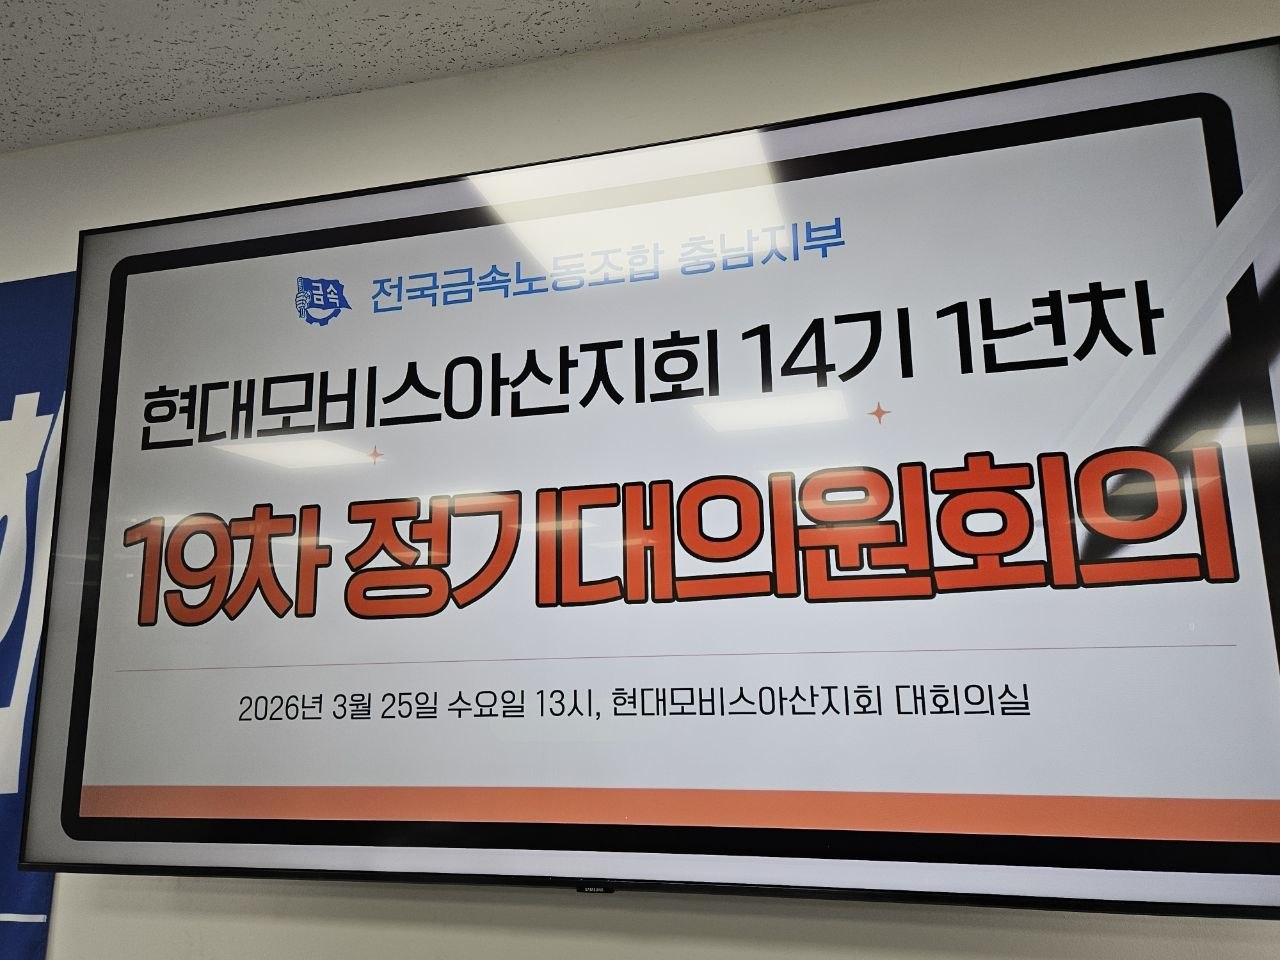 금속 전국금속노동조합 충남지부
현대모비스아산지회 14기 1년차
19차 정기대의원회의
2026년 3월 25일 수요일 13시, 현대모비스아산지회 대회의실
SAMSUNG